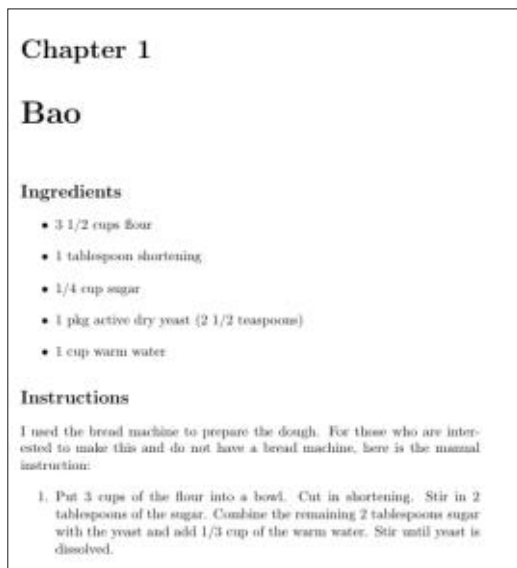 Chapter 1
Bao
Ingredients
• 3 1/2 cups flour
• 1 tablespoon shortening
• 1/4 cup sugar
• 1 pkg active dry yeast (2 1/2 teaspoons)
• 1 cup warm water
Instructions
I used the bread machine to prepare the dough. For those who are inter-
ested to make this and do not have a bread machine, here is the manual
instruction:
1. Put 3 cups of the flour into a bowl. Cut in shortening. Stir in 2
tablespoons of the sugar. Combine the remaining 2 tablespoons sugar
with the yeast and add 1/3 cup of the warm water. Stir until yeast is
dissolved.